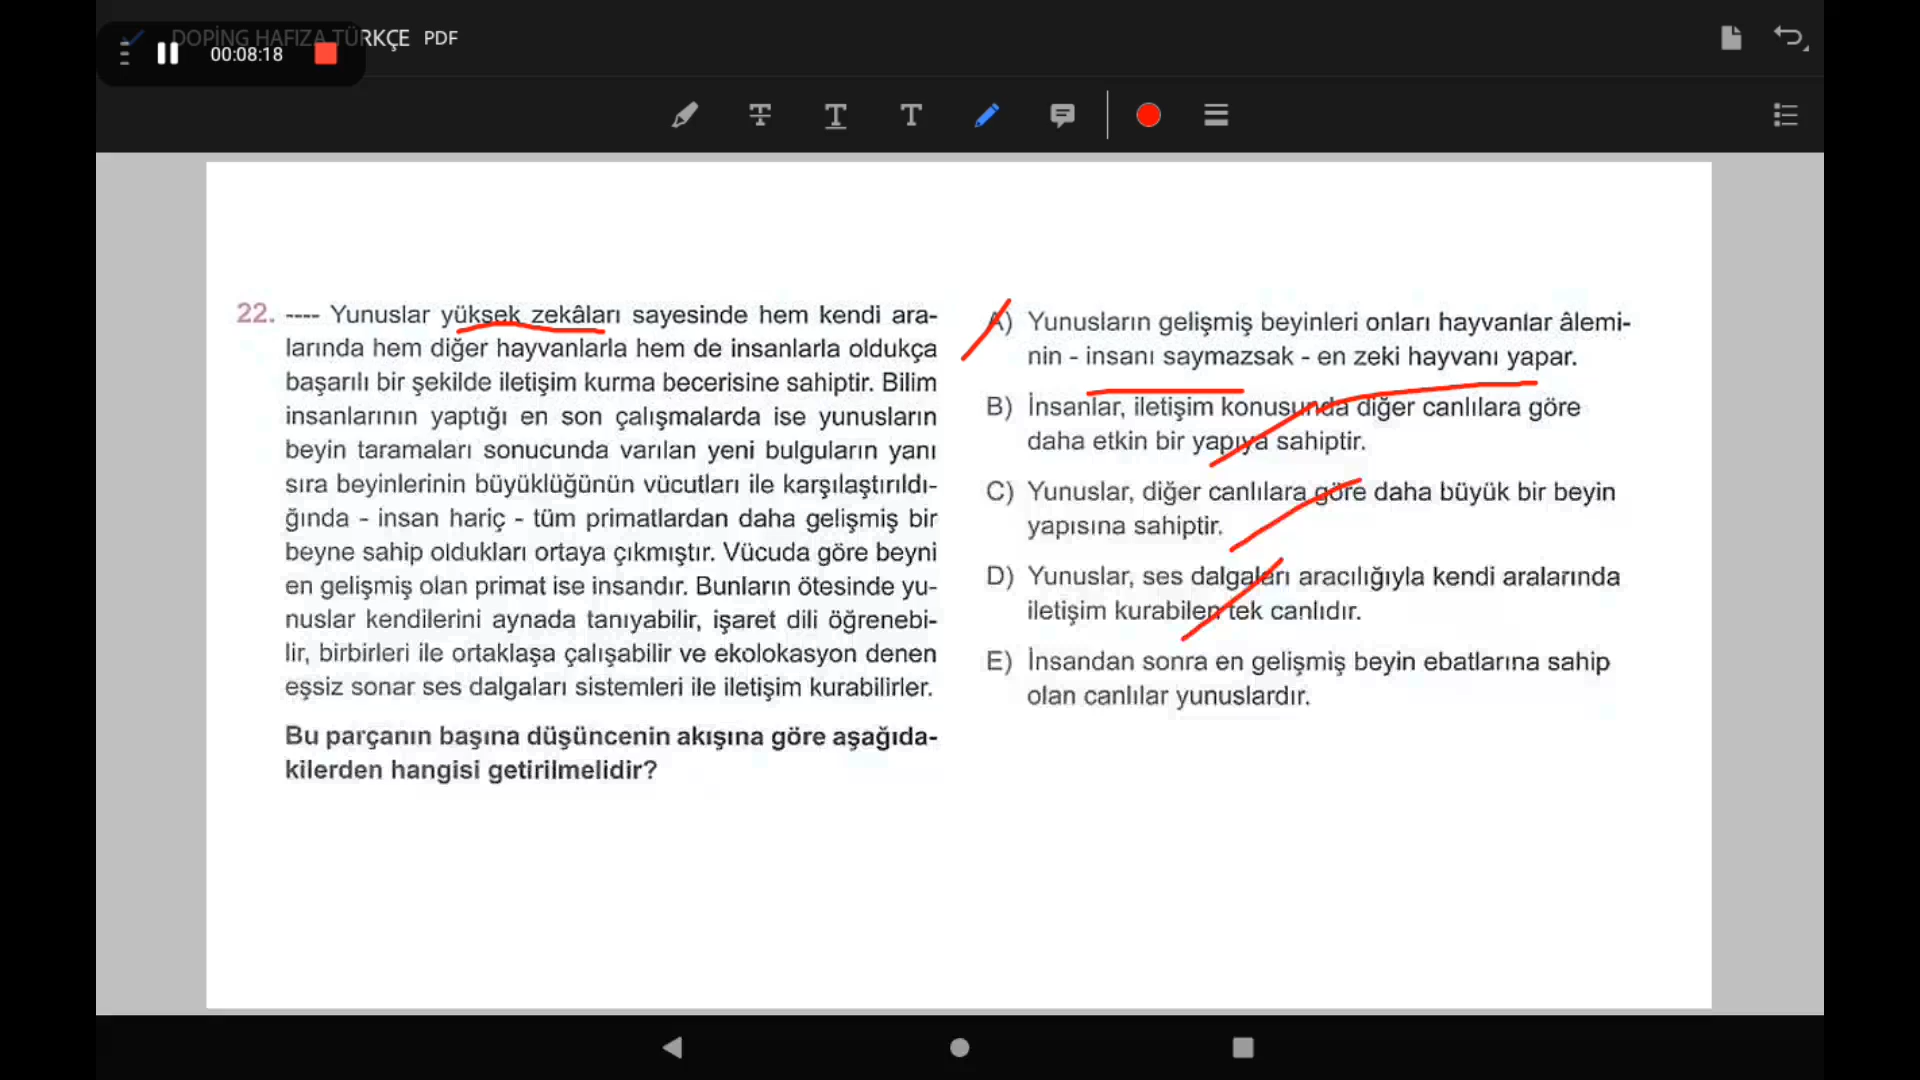 DOPİNG HAFIZA TÜRKÇE PDF
00:08:18
22. ---- Yunuslar yüksek zekâları sayesinde hem kendi ara-
larında hem diğer hayvanlarla hem de insanlarla oldukça
başarılı bir şekilde iletişim kurma becerisine sahiptir. Bilim
insanlarının yaptığı en son çalışmalarda ise yunusların
beyin taramaları sonucunda varılan yeni bulguların yanı
sıra beyinlerinin büyüklüğünün vücutları ile karşılaştırıldı-
ğında - insan hariç - tüm primatlardan daha gelişmiş bir
beyne sahip oldukları ortaya çıkmıştır. Vücuda göre beyni
en gelişmiş olan primat ise insandır. Bunların ötesinde yu-
nuslar kendilerini aynada tanıyabilir, işaret dili öğrenebi-
lir, birbirleri ile ortaklaşa çalışabilir ve ekolokasyon denen
eşsiz sonar ses dalgaları sistemleri ile iletişim kurabilirler.
Bu parçanın başına düşüncenin akışına göre aşağıda-
kilerden hangisi getirilmelidir?
A) Yunusların gelişmiş beyinleri onları hayvanlar âlemi-
nin - insanı saymazsak - en zeki hayvanı yapar.
B) İnsanlar, iletişim konusunda diğer canlılara göre
daha etkin bir yapıya sahiptir.
C) Yunuslar, diğer canlılara göre daha büyük bir beyin
yapısına sahiptir.
D) Yunuslar, ses dalgaları aracılığıyla kendi aralarında
iletişim kurabilen tek canlıdır.
E) İnsandan sonra en gelişmiş beyin ebatlarına sahip
olan canlılar yunuslardır.